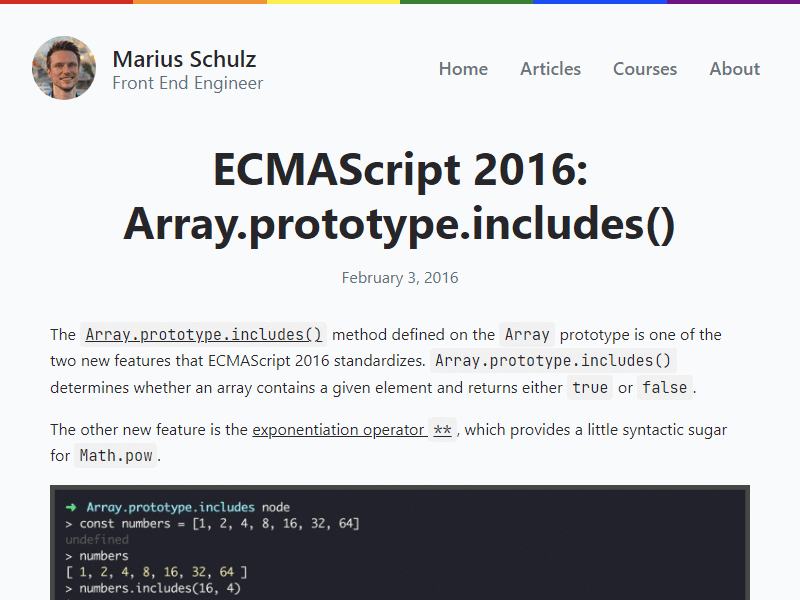 Marius Schulz
Front End Engineer
Home Articles Courses About
ECMAScript 2016:
Array.prototype.includes()
February 3, 2016
The Array.prototype.includes() method defined on the Array prototype is one of the
two new features that ECMAScript 2016 standardizes. Array.prototype.includes()
determines whether an array contains a given element and returns either true or false.
The other new feature is the exponentiation operator **, which provides a little syntactic sugar
for Math.pow.
➜ Array.prototype.includes node
> const numbers = [1, 2, 4, 8, 16, 32, 64]
undefined
> numbers
[ 1, 2, 4, 8, 16, 32, 64 ]
> numbers.includes(16, 4)